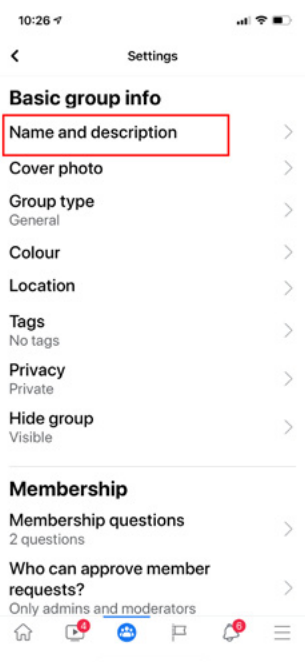 10:26
Settings
Basic group info
Name and description
Cover photo
Group type
General
Colour
Location
Tags
No tags
Privacy
Private
Hide group
Visible
Membership
Membership questions
2 questions
Who can approve member
requests?
Only admins and moderators
4
6